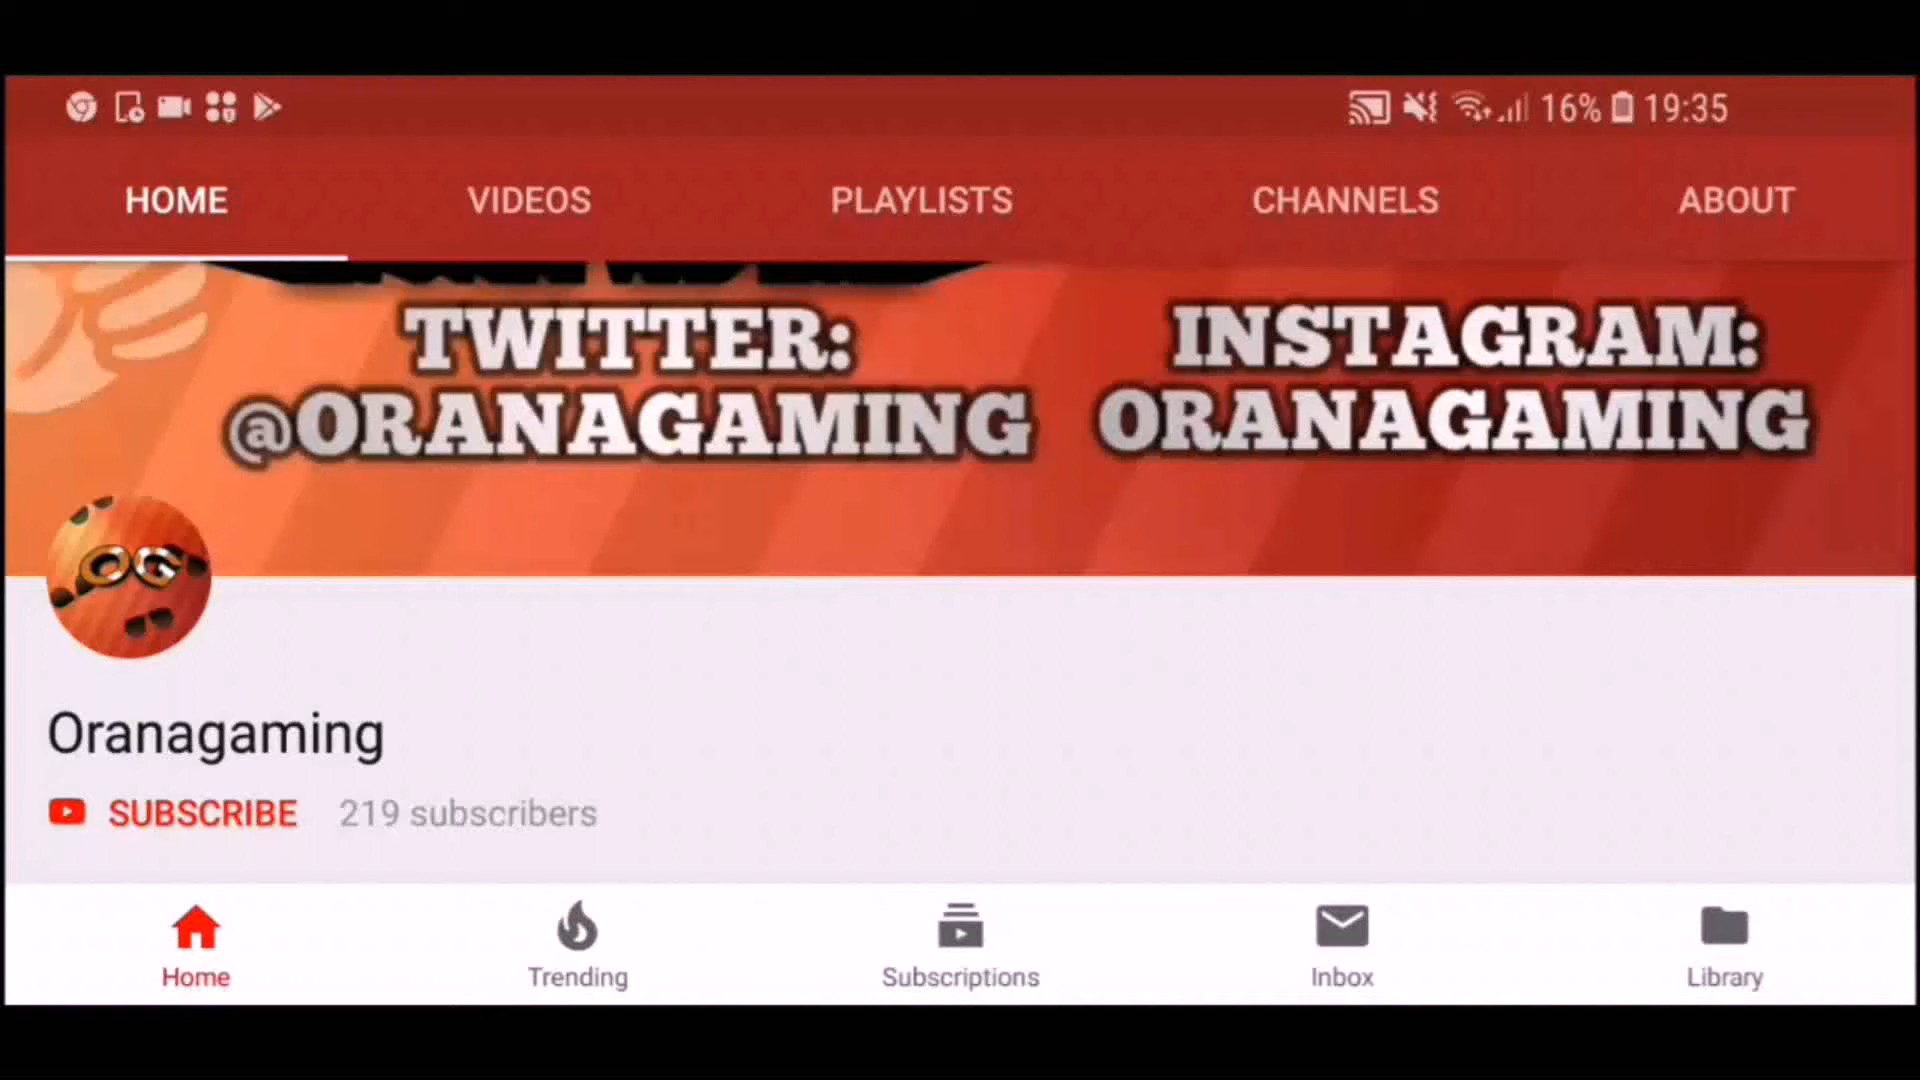 16% 19:35
HOME VIDEOS PLAYLISTS CHANNELS ABOUT
TWITTER: INSTAGRAM:
@ORANAGAMING ORANAGAMING
OG
Oranagaming
SUBSCRIBE 219 subscribers
Home Trending Subscriptions Inbox Library